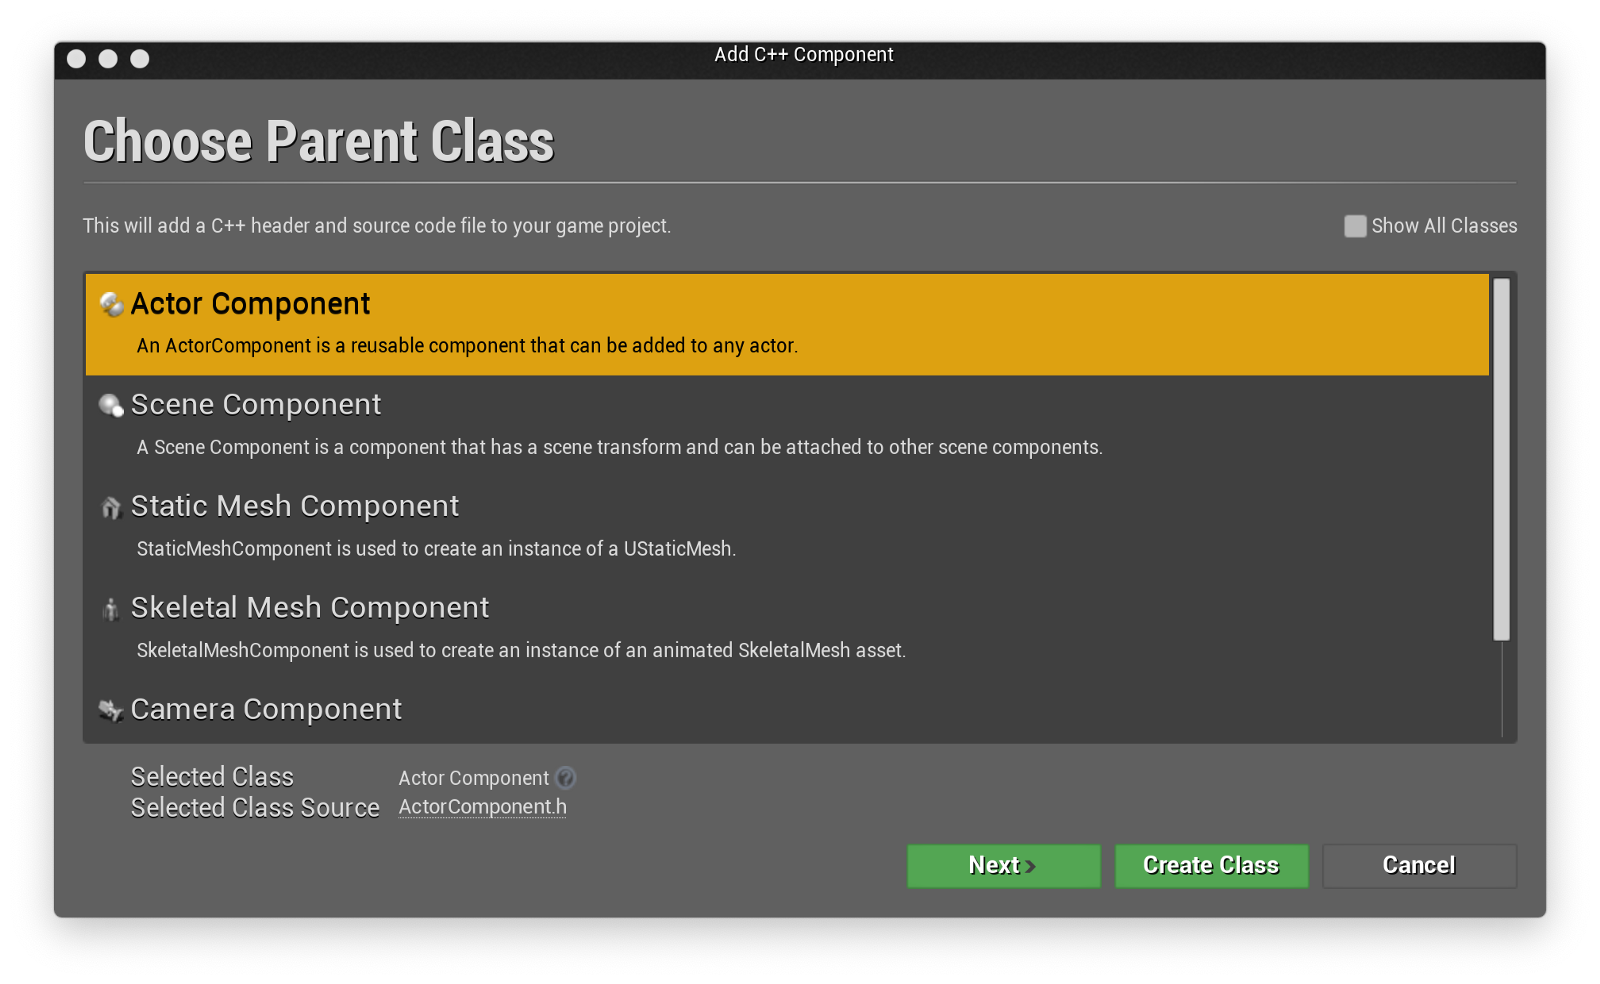 Add C++ Component
Choose Parent Class
This will add a C++ header and source code file to your game project.
Show All Classes
Actor Component
An ActorComponent is a reusable component that can be added to any actor.
Scene Component
A Scene Component is a component that has a scene transform and can be attached to other scene components.
Static Mesh Component
StaticMeshComponent is used to create an instance of a UStaticMesh.
Skeletal Mesh Component
SkeletalMeshComponent is used to create an instance of an animated SkeletalMesh asset.
Camera Component
Selected Class Actor Component ?
Selected Class Source ActorComponent.h
Next > Create Class Cancel